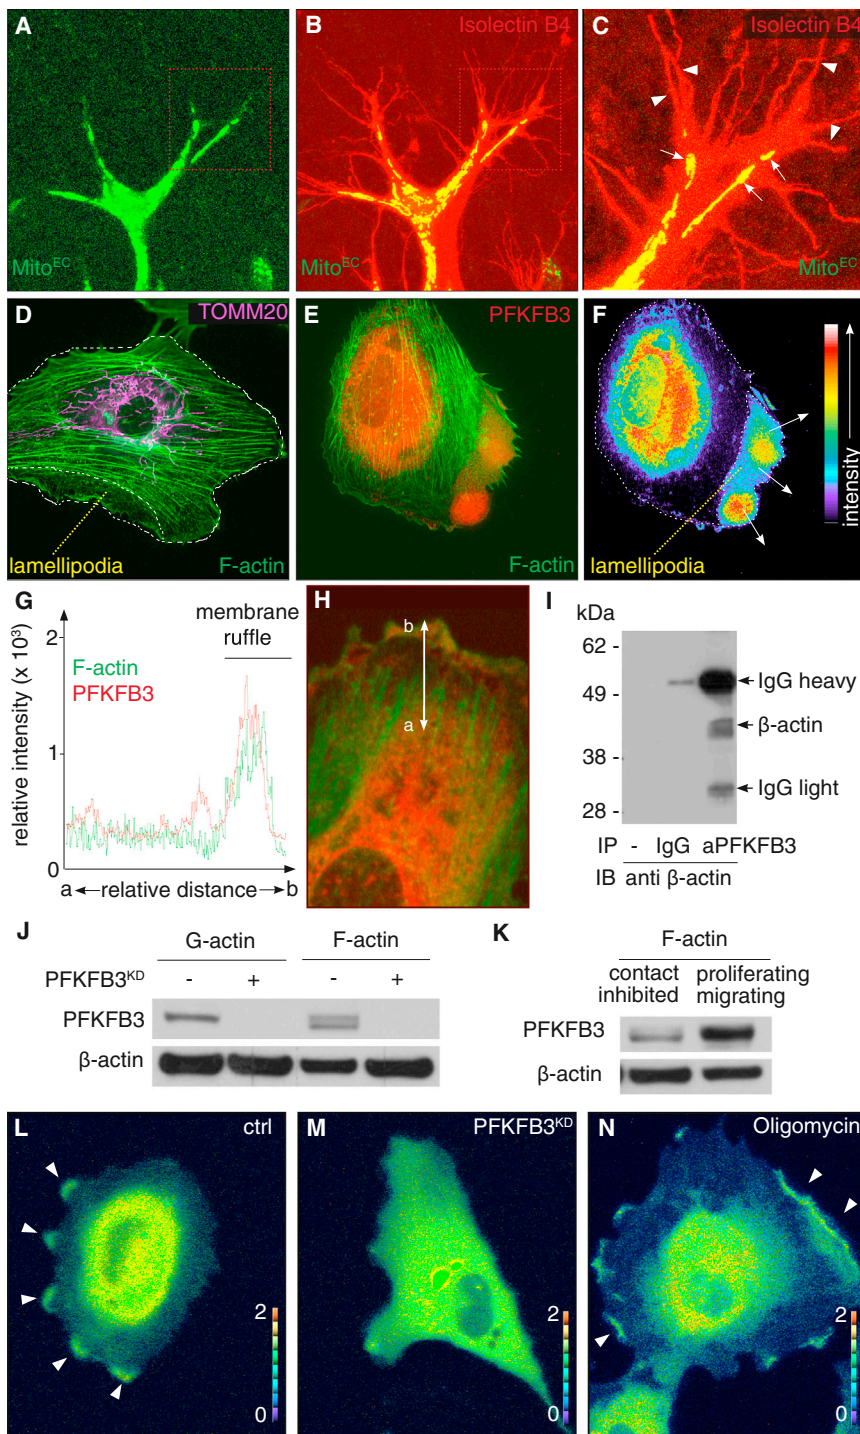 A
Mito^EC
B
Isolectin B4
Mito^EC
C
Isolectin B4
Mito^EC
D
TOMM20
lamellipodia
F-actin
E
PFKFB3
F-actin
F
intensity
lamellipodia
G
membrane
ruffle
relative intensity (x 10³)
2
1
0
F-actin
PFKFB3
a relative distance b
H
b
a
I
kDa
62 -
49 -
38 -
28 -
IgG heavy
β-actin
IgG light
IP - IgG aPFKFB3
IB anti β-actin
J
G-actin F-actin
PFKFB3^KD - + - +
PFKFB3
β-actin
K
F-actin
contact proliferating
inhibited migrating
PFKFB3
β-actin
L
ctrl
2
0
M
PFKFB3^KD
2
0
N
Oligomycin
2
0